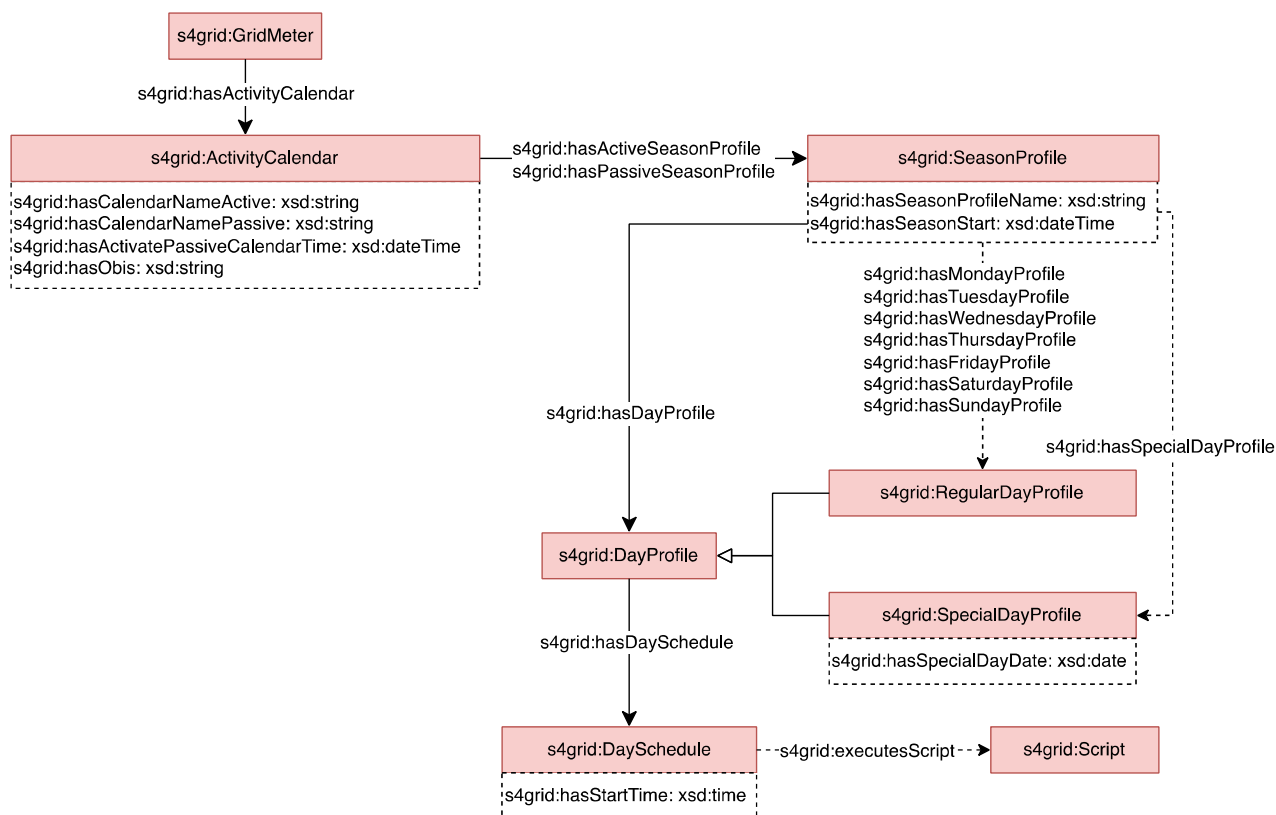 s4grid:GridMeter
s4grid:hasActivityCalendar
s4grid:ActivityCalendar
s4grid:hasCalendarNameActive: xsd:string
s4grid:hasCalendarNamePassive: xsd:string
s4grid:hasActivatePassiveCalendarTime: xsd:dateTime
s4grid:hasObis: xsd:string
s4grid:hasActiveSeasonProfile
s4grid:hasPassiveSeasonProfile
s4grid:SeasonProfile
s4grid:hasSeasonProfileName: xsd:string
s4grid:hasSeasonStart: xsd:dateTime
s4grid:hasMondayProfile
s4grid:hasTuesdayProfile
s4grid:hasWednesdayProfile
s4grid:hasThursdayProfile
s4grid:hasFridayProfile
s4grid:hasSaturdayProfile
s4grid:hasSundayProfile
s4grid:hasDayProfile
s4grid:hasSpecialDayProfile
s4grid:RegularDayProfile
s4grid:DayProfile
s4grid:SpecialDayProfile
s4grid:hasSpecialDayDate: xsd:date
s4grid:hasDaySchedule
s4grid:DaySchedule
s4grid:hasStartTime: xsd:time
s4grid:executesScript
s4grid:Script